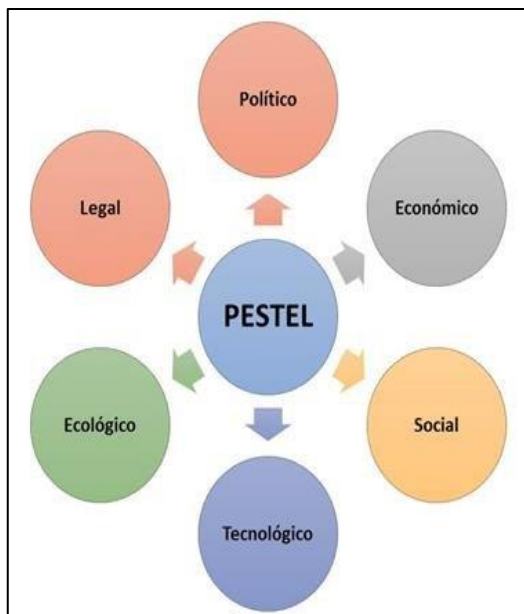 Político
Legal
Económico
PESTEL
Ecológico
Social
Tecnológico